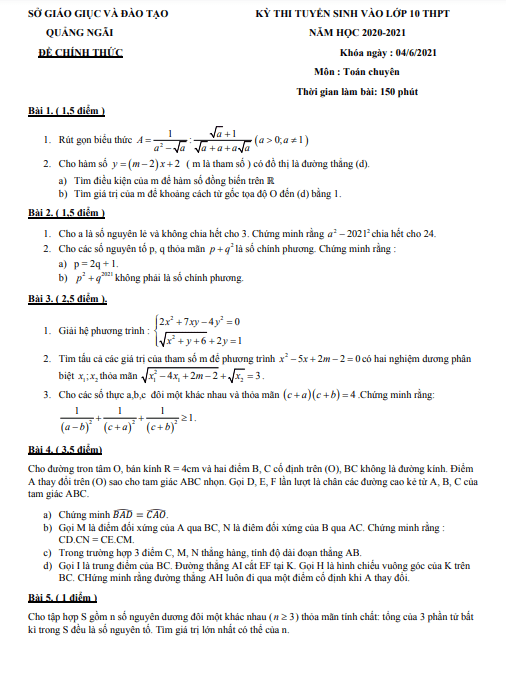 SỞ GIÁO GIỤC VÀ ĐÀO TẠO
QUẢNG NGÃI
ĐỀ CHÍNH THỨC
KỲ THI TUYỂN SINH VÀO LỚP 10 THPT
NĂM HỌC 2020-2021
Khóa ngày : 04/6/2021
Môn : Toán chuyên
Thời gian làm bài: 150 phút
Bài 1. ( 1,5 điểm )
1. Rút gọn biểu thức $A = \frac{1}{a^2-\sqrt{a}} : \frac{\sqrt{a}+1}{\sqrt{a}+a+a\sqrt{a}}$ (a > 0; a ≠ 1)
2. Cho hàm số y = (m − 2)x + 2 ( m là tham số ) có đồ thị là đường thẳng (d).
a) Tìm điều kiện của m để hàm số đồng biến trên ℝ
b) Tìm giá trị của m để khoảng cách từ gốc tọa độ O đến (d) bằng 1.
Bài 2. ( 1,5 điểm )
1. Cho a là số nguyên lẻ và không chia hết cho 3. Chứng minh rằng a² − 2021² chia hết cho 24.
2. Cho các số nguyên tố p, q thỏa mãn p + q² là số chính phương. Chứng minh rằng :
a) p = 2q + 1.
b) $p^2 + q^{2021}$ không phải là số chính phương.
Bài 3. ( 2,5 điểm ).
1. Giải hệ phương trình : $\begin{cases} 2x^2+7xy-4y^2=0 \\ \sqrt{x^2+y+6}+2y=1 \end{cases}$
2. Tìm tấu cả các giá trị của tham số m để phương trình x² − 5x + 2m − 2 = 0 có hai nghiệm dương phân
biệt x₁; x₂ thỏa mãn $\sqrt{x_1^2-4x_1+2m-2}+\sqrt{x_2}=3$.
3. Cho các số thực a,b,c đôi một khác nhau và thỏa mãn (c + a)(c + b) = 4 .Chứng minh rằng:
$\frac{1}{(a-b)^2}+\frac{1}{(c+a)^2}+\frac{1}{(c+b)^2} \geq 1$.
Bài 4. ( 3,5 điểm)
Cho đường tron tâm O, bán kính R = 4cm và hai điểm B, C cố định trên (O), BC không là đường kính. Điểm
A thay đổi trên (O) sao cho tam giác ABC nhọn. Gọi D, E, F lần lượt là chân các đường cao kẻ từ A, B, C của
tam giác ABC.
a) Chứng minh $\widehat{BAD} = \widehat{CAO}$.
b) Gọi M là điểm đối xứng của A qua BC, N là điểm đối xứng của B qua AC. Chứng minh rằng :
CD.CN = CE.CM.
c) Trong trường hợp 3 điểm C, M, N thẳng hàng, tính độ dài đoạn thẳng AB.
d) Gọi I là trung điểm của BC. Đường thẳng AI cắt EF tại K. Gọi H là hình chiếu vuông góc của K trên
BC. CHứng minh rằng đường thẳng AH luôn đi qua một điểm cố định khi A thay đổi.
Bài 5. ( 1 điểm )
Cho tập hợp S gồm n số nguyên dương đôi một khác nhau ( n ≥ 3 ) thỏa mãn tính chất: tổng của 3 phần tử bất
kì trong S đều là số nguyên tố. Tìm giá trị lớn nhất có thể của n.